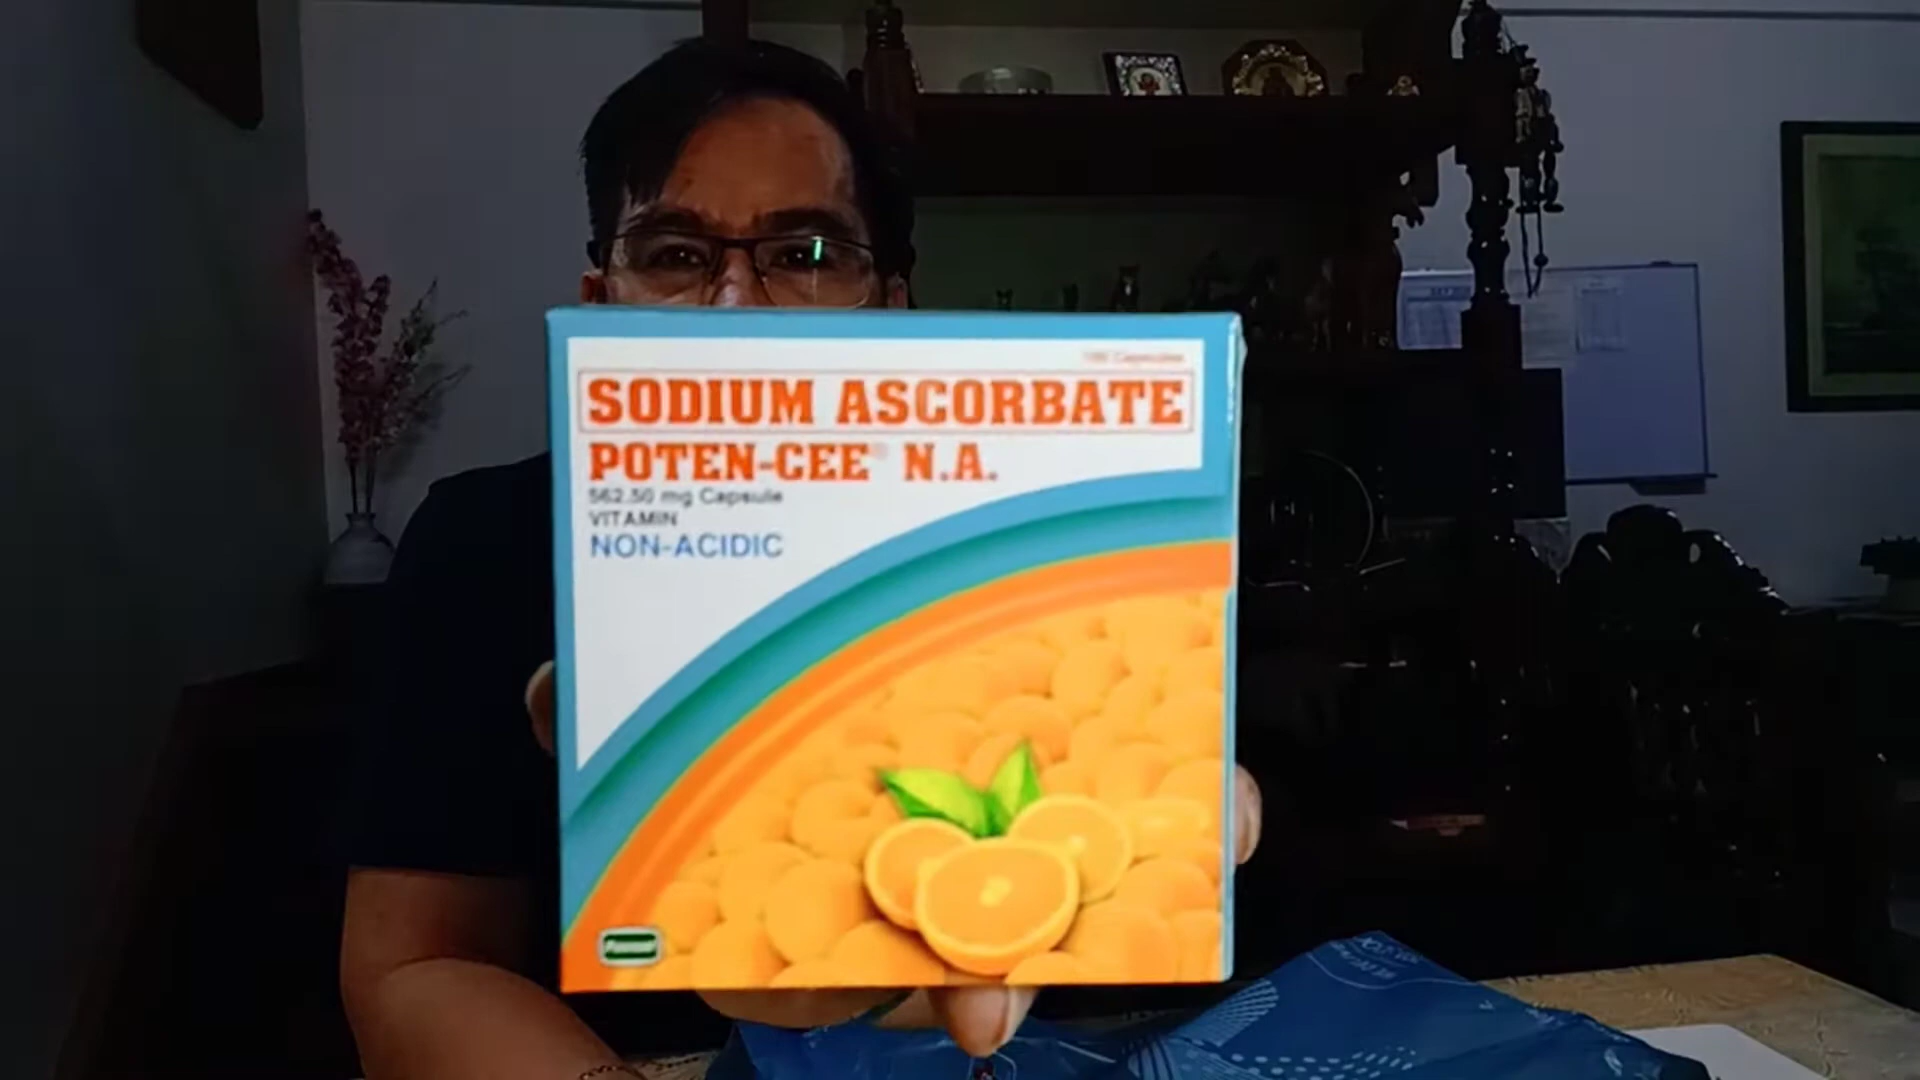 100 Capsules
SODIUM ASCORBATE
POTEN-CEE® N.A.
562.50 mg Capsule
VITAMIN
NON-ACIDIC